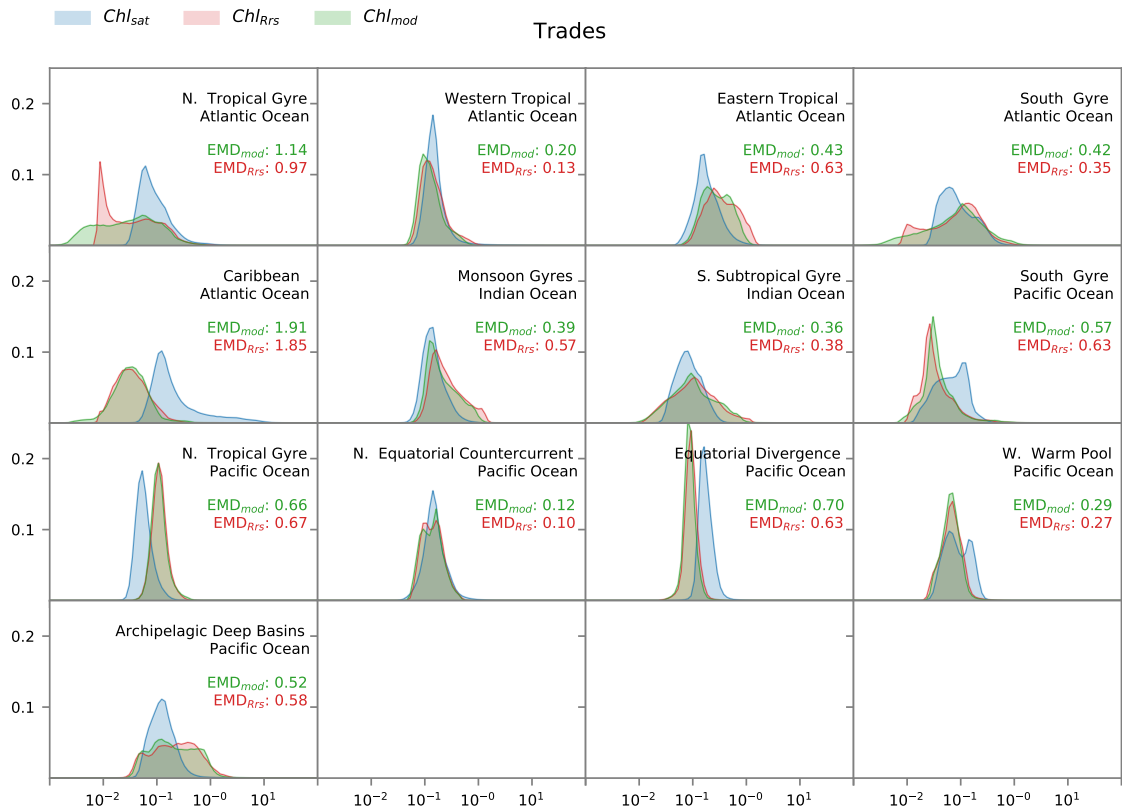 Chl_sat Chl_Rrs Chl_mod
Trades
0.2
0.1
N. Tropical Gyre
Atlantic Ocean
EMD_mod: 1.14
EMD_Rrs: 0.97
Western Tropical
Atlantic Ocean
EMD_mod: 0.20
EMD_Rrs: 0.13
Eastern Tropical
Atlantic Ocean
EMD_mod: 0.43
EMD_Rrs: 0.63
South Gyre
Atlantic Ocean
EMD_mod: 0.42
EMD_Rrs: 0.35
0.2
0.1
Caribbean
Atlantic Ocean
EMD_mod: 1.91
EMD_Rrs: 1.85
Monsoon Gyres
Indian Ocean
EMD_mod: 0.39
EMD_Rrs: 0.57
S. Subtropical Gyre
Indian Ocean
EMD_mod: 0.36
EMD_Rrs: 0.38
South Gyre
Pacific Ocean
EMD_mod: 0.57
EMD_Rrs: 0.63
0.2
0.1
N. Tropical Gyre
Pacific Ocean
EMD_mod: 0.66
EMD_Rrs: 0.67
N. Equatorial Countercurrent
Pacific Ocean
EMD_mod: 0.12
EMD_Rrs: 0.10
Equatorial Divergence
Pacific Ocean
EMD_mod: 0.70
EMD_Rrs: 0.63
W. Warm Pool
Pacific Ocean
EMD_mod: 0.29
EMD_Rrs: 0.27
0.2
0.1
Archipelagic Deep Basins
Pacific Ocean
EMD_mod: 0.52
EMD_Rrs: 0.58
10⁻² 10⁻¹ 10⁻⁰ 10¹ 10⁻² 10⁻¹ 10⁻⁰ 10¹ 10⁻² 10⁻¹ 10⁻⁰ 10¹ 10⁻² 10⁻¹ 10⁻⁰ 10¹